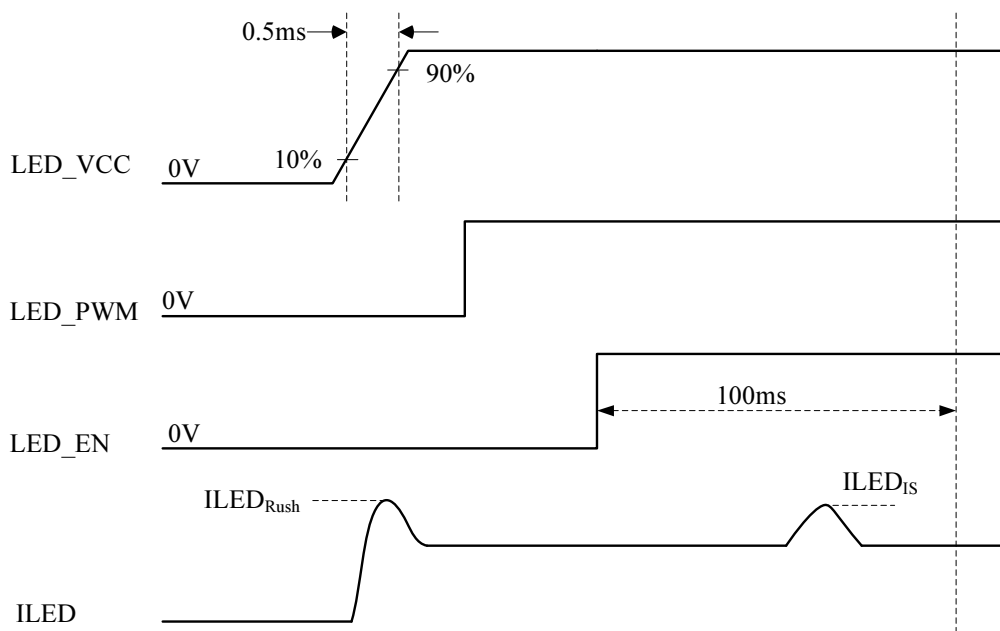 0.5ms
90%
10%
LED_VCC
0V
LED_PWM
0V
LED_EN
0V
100ms
ILED_Rush
ILED_IS
ILED